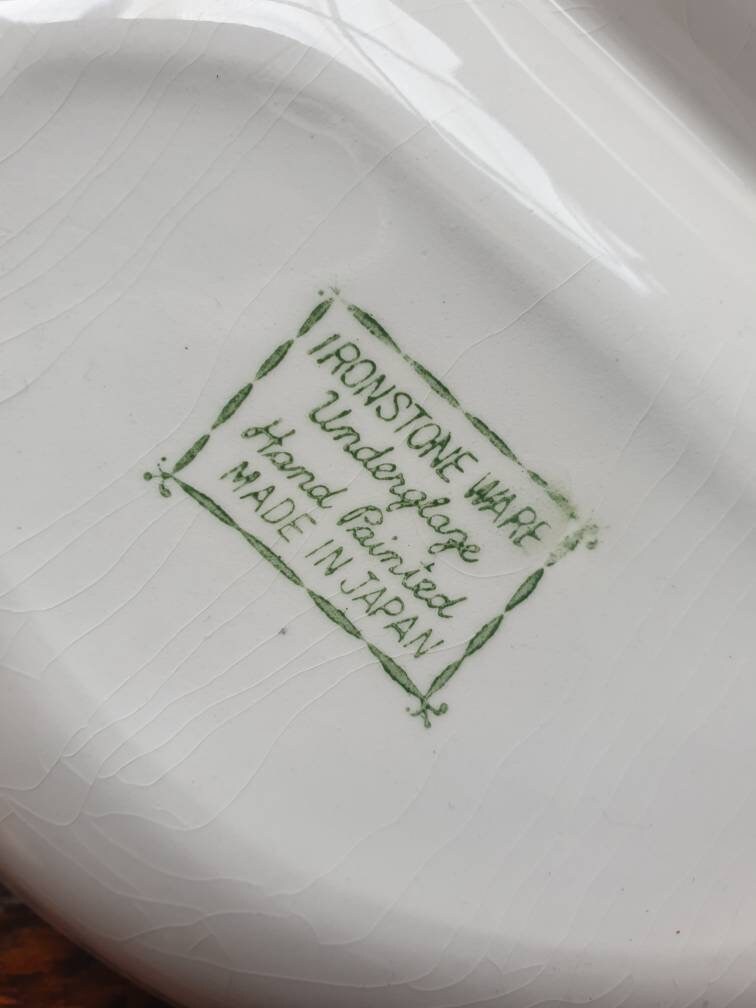 IRONSTONE WARE
Underglaze
Hand Painted
MADE IN JAPAN